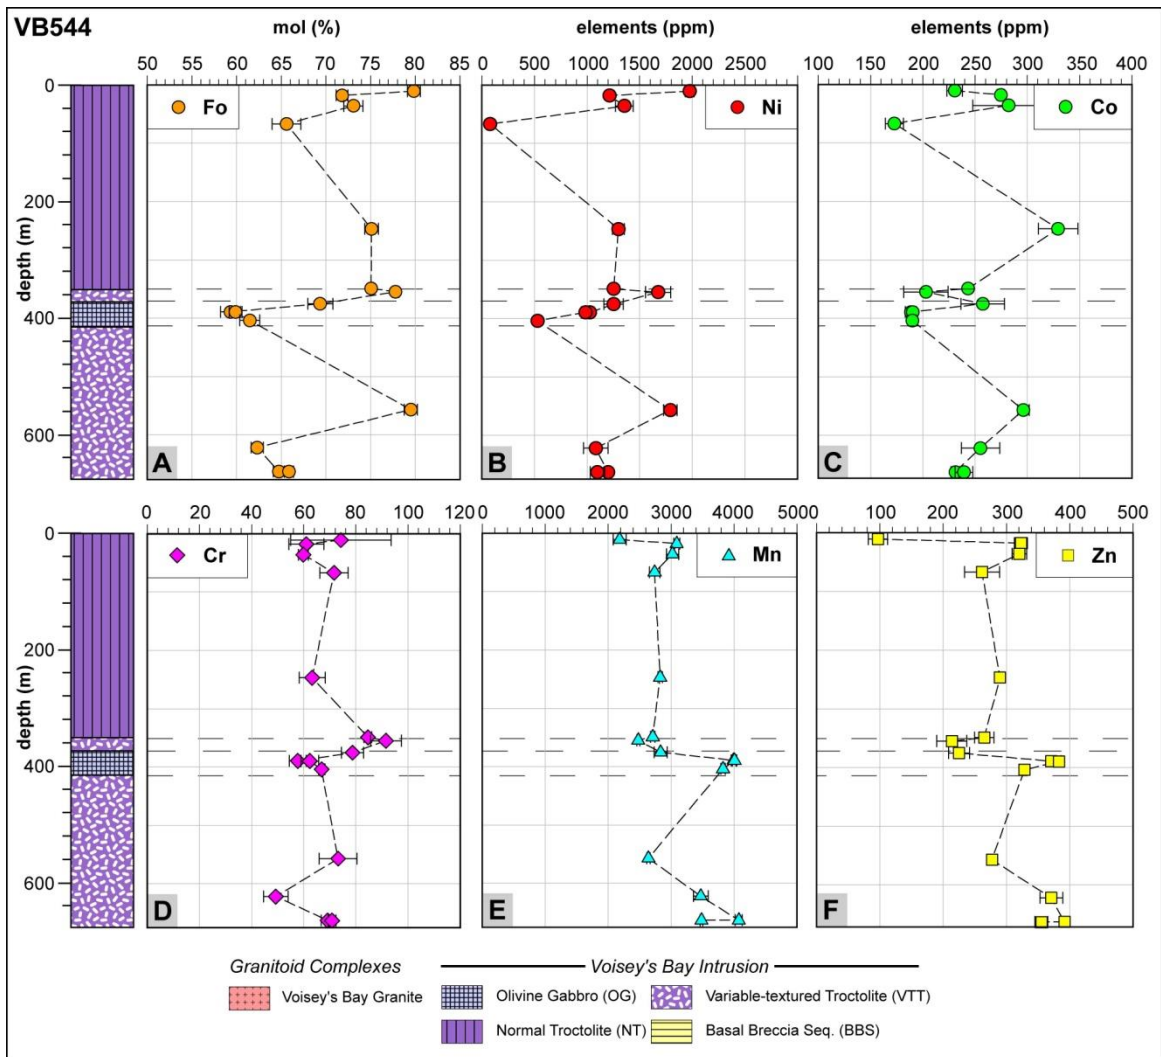 VB544
mol (%)
elements (ppm)
elements (ppm)
50 55 60 65 70 75 80 85
0 500 1000 1500 2000 3000
100 150 200 250 300 350 400
0
200
400
600
depth (m)
Fo
Ni
Co
A
B
C
0 20 40 60 80 100 120
0 1000 2000 3000 4000 5000
0 100 200 300 400 500
0
200
400
600
depth (m)
Cr
Mn
Zn
D
E
F
Granitoid Complexes
Voisey's Bay Intrusion
Voisey's Bay Granite
Olivine Gabbro (OG)
Variable-textured Troctolite (VTT)
Normal Troctolite (NT)
Basal Breccia Seq. (BBS)